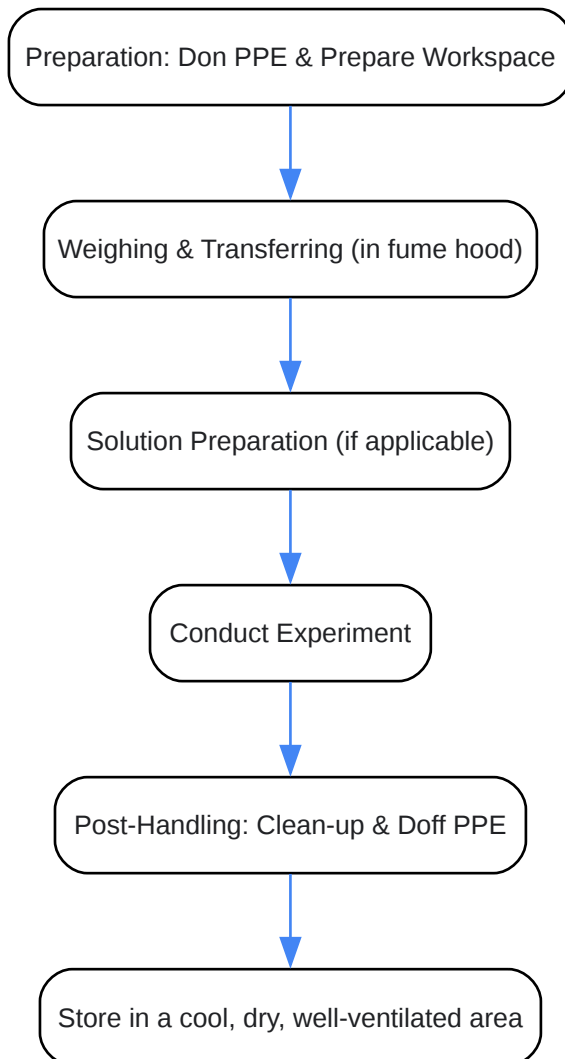 Preparation: Don PPE & Prepare Workspace
Weighing & Transferring (in fume hood)
Solution Preparation (if applicable)
Conduct Experiment
Post-Handling: Clean-up & Doff PPE
Store in a cool, dry, well-ventilated area